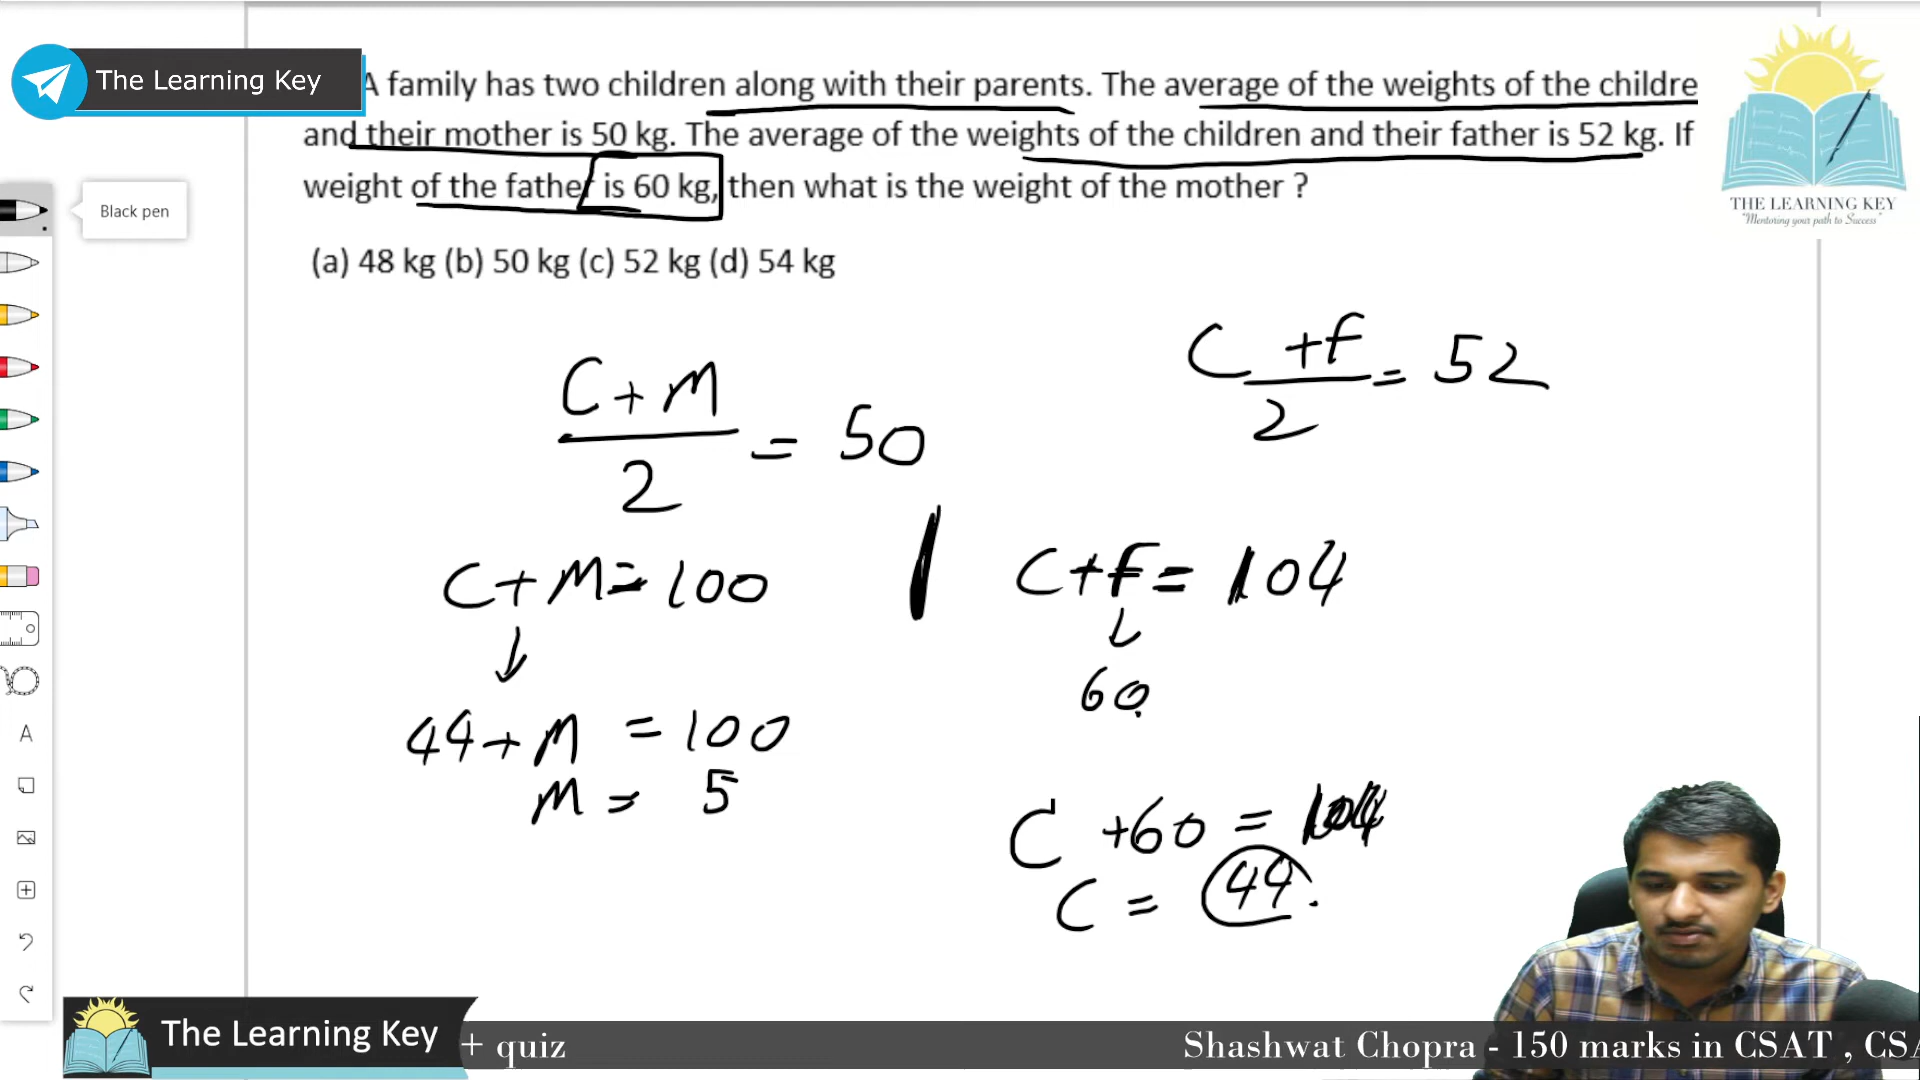 The Learning Key
A family has two children along with their parents. The average of the weights of the childre
and their mother is 50 kg. The average of the weights of the children and their father is 52 kg. If
weight of the father is 60 kg, then what is the weight of the mother ?
(a) 48 kg (b) 50 kg (c) 52 kg (d) 54 kg
THE LEARNING KEY
"Mentoring your path to Success"
Black pen
C + M
2
= 50
C + F
2
= 52
C + M = 100
C + F = 104
60
44 + M = 100
M = 5
C + 60 = 104
C = 44
A
The Learning Key
+ quiz
Shashwat Chopra - 150 marks in CSAT , CSA